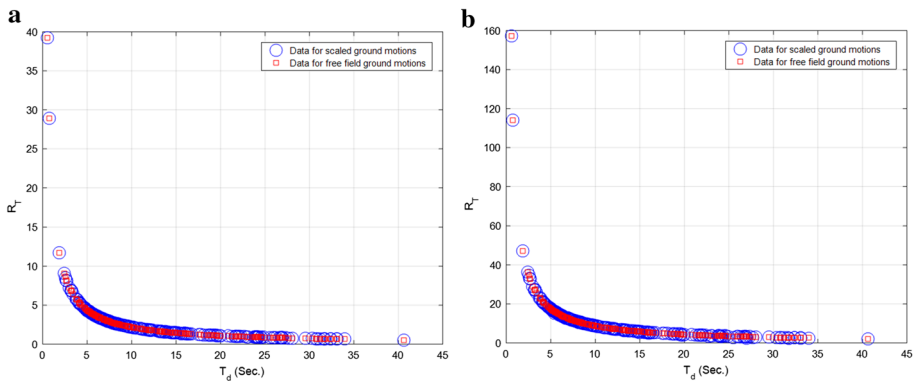 a
40
35
30
25
20
15
10
5
0
R_T
0 5 10 15 20 25 30 35 40 45
T_d (Sec.)
Data for scaled ground motions
Data for free field ground motions
b
160
140
120
100
80
60
40
20
0
R_T
0 5 10 15 20 25 30 35 40 45
T_d (Sec.)
Data for scaled ground motions
Data for free field ground motions